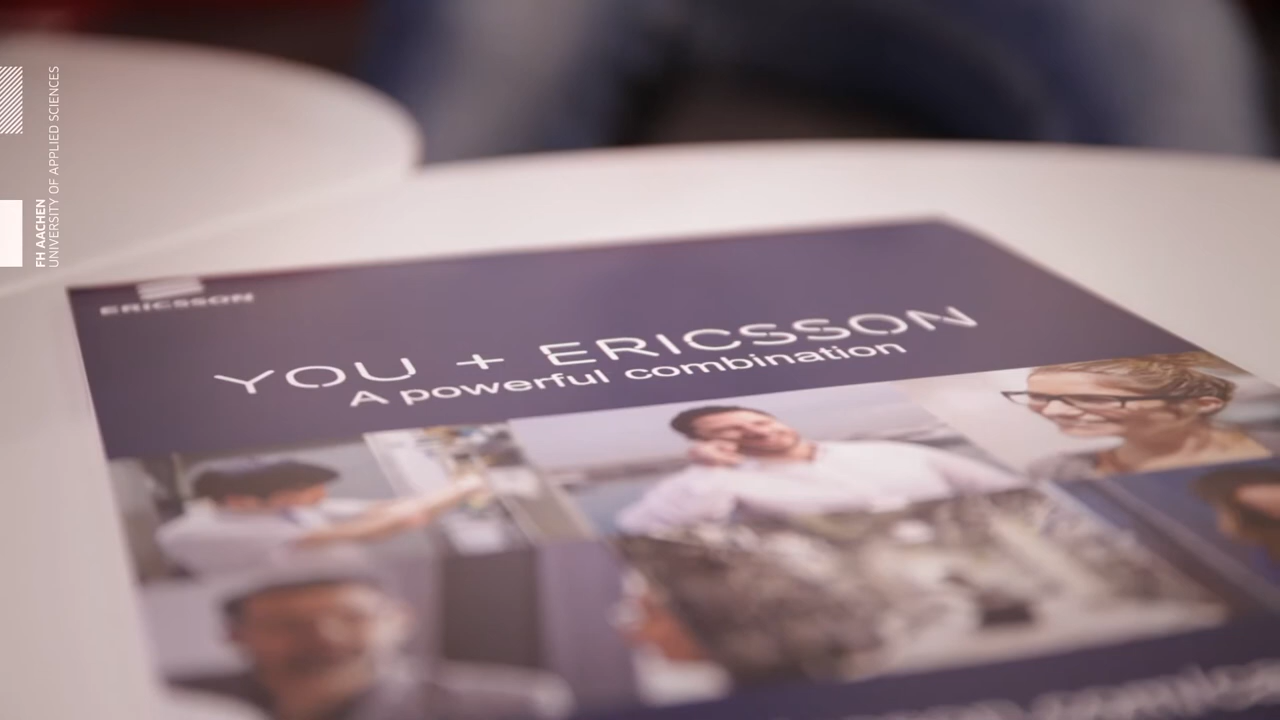 FH AACHEN
UNIVERSITY OF APPLIED SCIENCES
ERICSSON
YOU + ERICSSON
A powerful combination